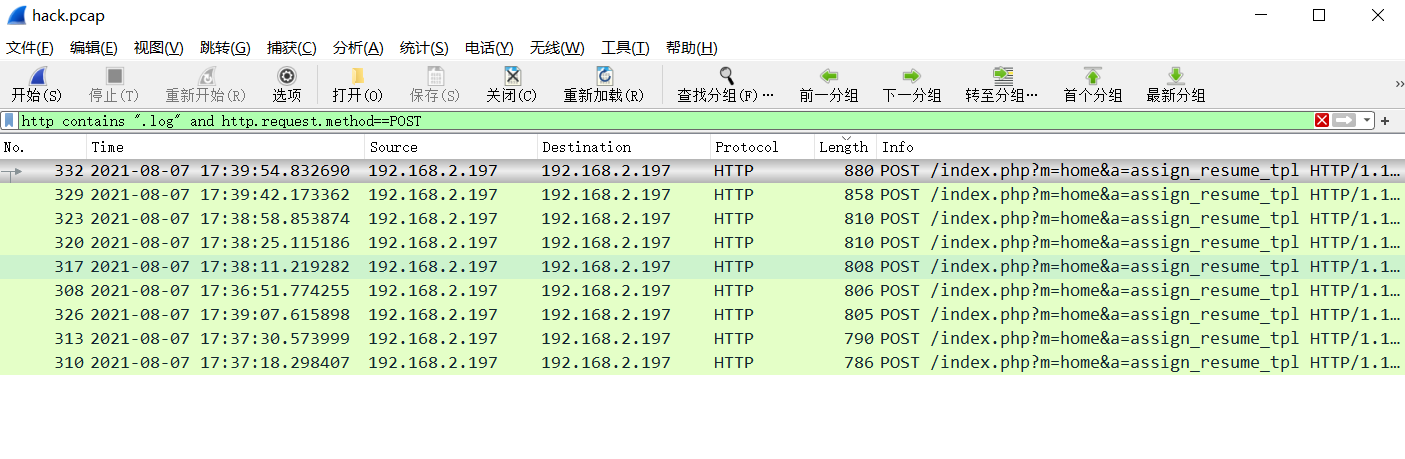 hack.pcap
文件(F) 编辑(E) 视图(V) 跳转(G) 捕获(C) 分析(A) 统计(S) 电话(Y) 无线(W) 工具(T) 帮助(H)
开始(S) 停止(T) 重新开始(R) 选项 打开(O) 保存(S) 关闭(C) 重新加载(R) 查找分组(F)… 前一分组 下一分组 转至分组… 首个分组 最新分组 »
http contains ".log" and http.request.method==POST
No. Time Source Destination Protocol Length Info
332 2021-08-07 17:39:54.832690 192.168.2.197 192.168.2.197 HTTP 880 POST /index.php?m=home&a=assign_resume_tpl HTTP/1.1…
329 2021-08-07 17:39:42.173362 192.168.2.197 192.168.2.197 HTTP 858 POST /index.php?m=home&a=assign_resume_tpl HTTP/1.1…
323 2021-08-07 17:38:58.853874 192.168.2.197 192.168.2.197 HTTP 810 POST /index.php?m=home&a=assign_resume_tpl HTTP/1.1…
320 2021-08-07 17:38:25.115186 192.168.2.197 192.168.2.197 HTTP 810 POST /index.php?m=home&a=assign_resume_tpl HTTP/1.1…
317 2021-08-07 17:38:11.219282 192.168.2.197 192.168.2.197 HTTP 808 POST /index.php?m=home&a=assign_resume_tpl HTTP/1.1…
308 2021-08-07 17:36:51.774255 192.168.2.197 192.168.2.197 HTTP 806 POST /index.php?m=home&a=assign_resume_tpl HTTP/1.1…
326 2021-08-07 17:39:07.615898 192.168.2.197 192.168.2.197 HTTP 805 POST /index.php?m=home&a=assign_resume_tpl HTTP/1.1…
313 2021-08-07 17:37:30.573999 192.168.2.197 192.168.2.197 HTTP 790 POST /index.php?m=home&a=assign_resume_tpl HTTP/1.1…
310 2021-08-07 17:37:18.298407 192.168.2.197 192.168.2.197 HTTP 786 POST /index.php?m=home&a=assign_resume_tpl HTTP/1.1…